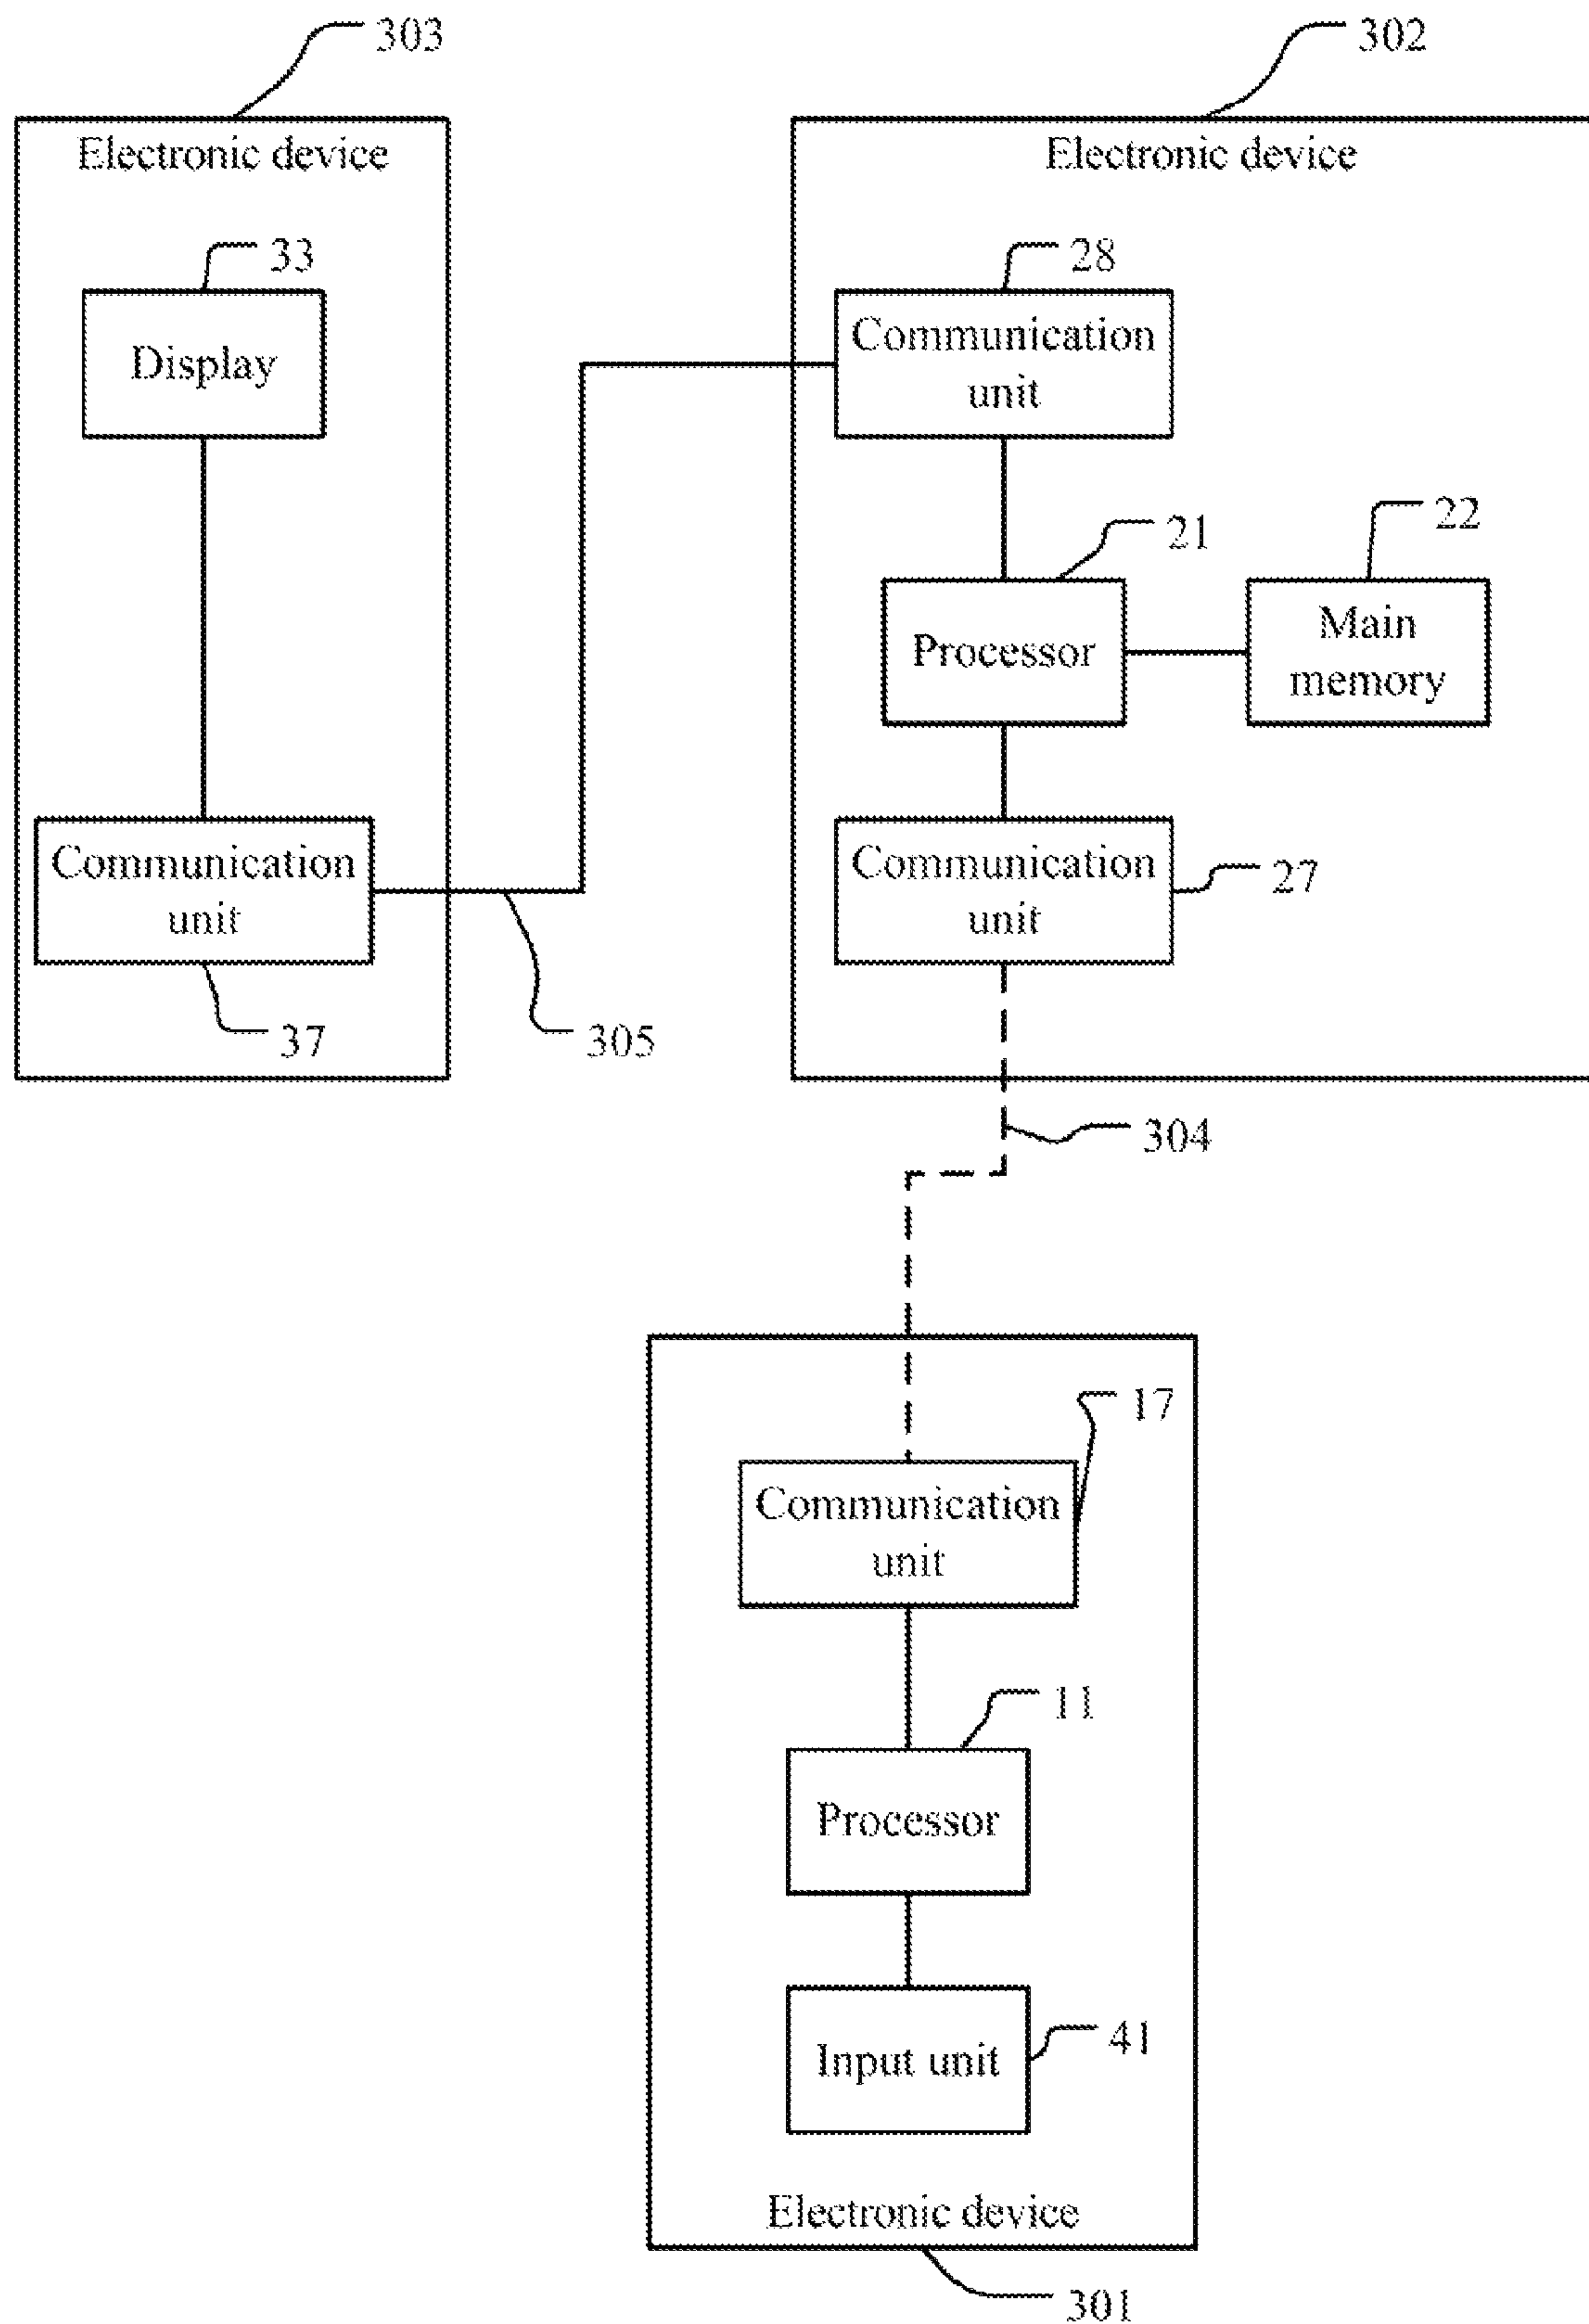 303
302
Electronic device
Electronic device
33
28
Display
Communication
unit
22
21
Processor
Main
memory
Communication
unit
Communication
unit
27
37
305
304
17
Communication
unit
11
Processor
41
Input unit
Electronic device
301